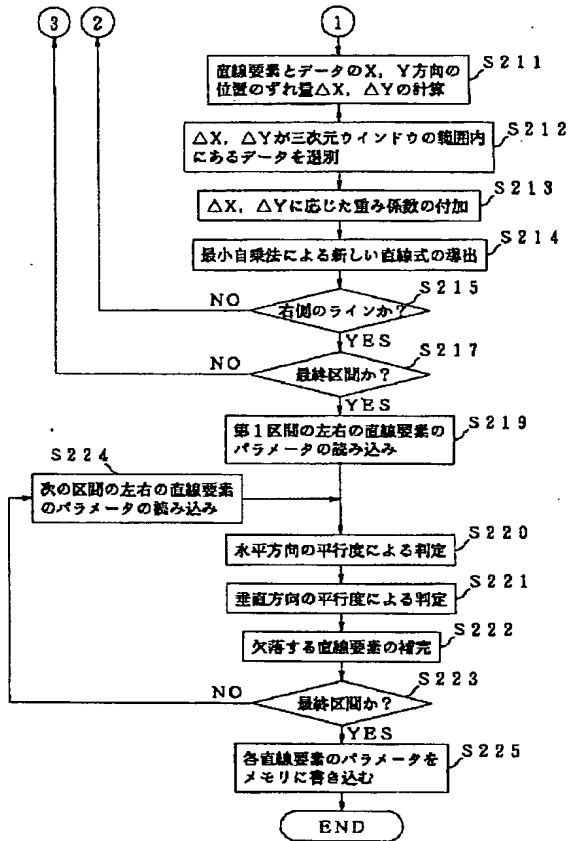 3
2
1
S211
直線要素とデータのX，Y方向の
位置のずれ量△X，△Yの計算
S212
△X，△Yが三次元ウインドウの範囲内
にあるデータを選別
S213
△X，△Yに応じた重み係数の付加
S214
最小自乗法による新しい直線式の導出
S215
NO
右側のラインか？
YES
S217
NO
最終区間か？
YES
S219
第1区間の左右の直線要素の
パラメータの読み込み
S224
次の区間の左右の直線要素
のパラメータの読み込み
S220
水平方向の平行度による判定
S221
垂直方向の平行度による判定
S222
欠落する直線要素の補完
S223
NO
最終区間か？
YES
S225
各直線要素のパラメータを
メモリに書き込む
END